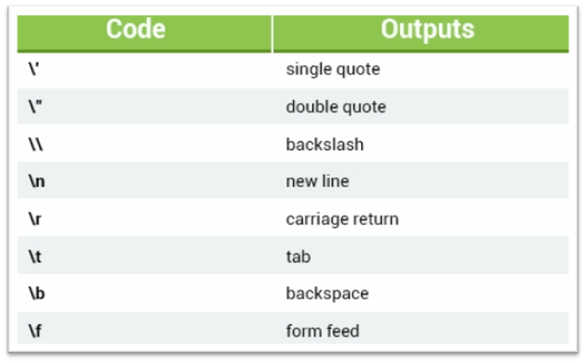 Code Outputs
\' single quote
\" double quote
\\ backslash
\n new line
\r carriage return
\t tab
\b backspace
\f form feed